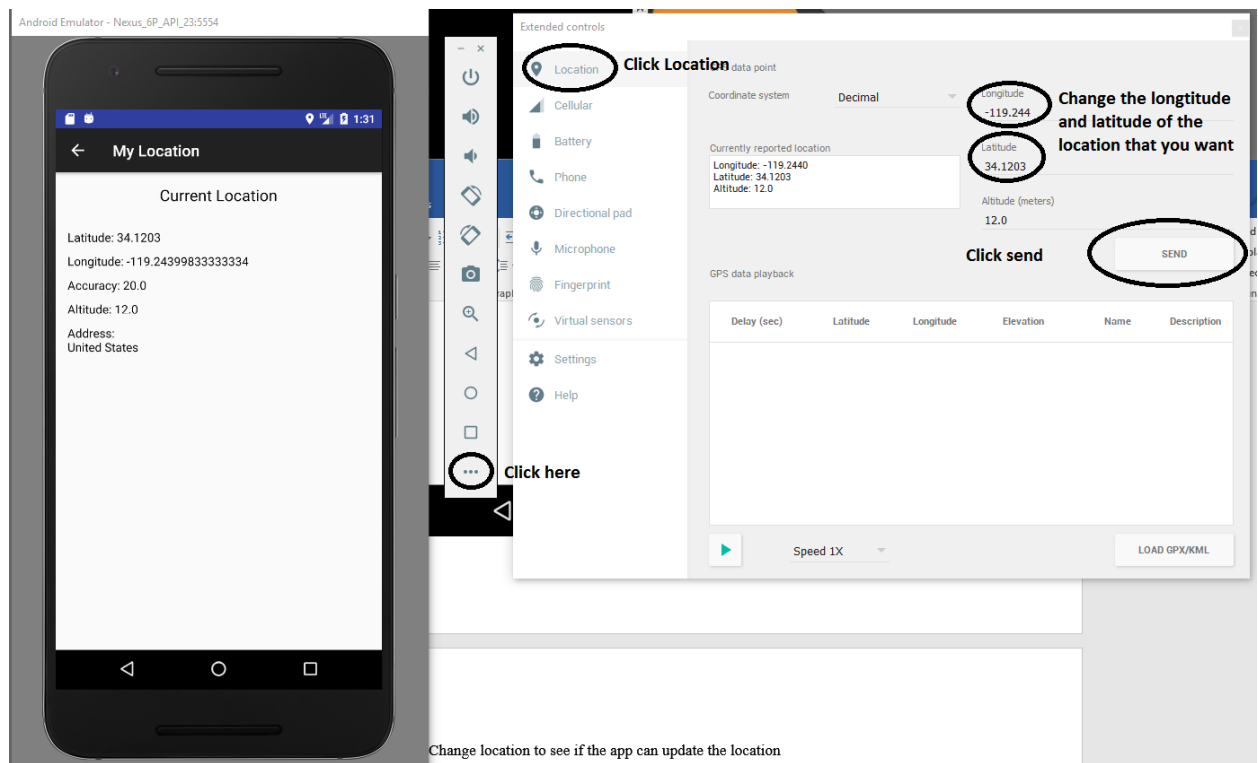 Android Emulator - Nexus_6P_API_23:5554
LTE 1:31
My Location
Current Location
Latitude: 34.1203
Longitude: -119.24399833333334
Accuracy: 20.0
Altitude: 12.0
Address:
United States
Click here
Extended controls
Location
Click Location
Cellular
Battery
Phone
Directional pad
Microphone
Fingerprint
Virtual sensors
Settings
Help
data point
Coordinate system
Decimal
Longitude
-119.244
Change the longtitude
and latitude of the
location that you want
Currently reported location
Longitude: -119.2440
Latitude: 34.1203
Altitude: 12.0
Latitude
34.1203
Altitude (meters)
12.0
Click send
SEND
GPS data playback
Delay (sec) Latitude Longitude Elevation Name Description
Speed 1X
LOAD GPX/KML
Change location to see if the app can update the location